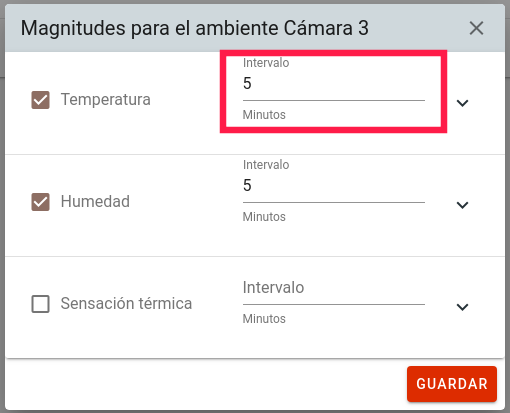 Magnitudes para el ambiente Cámara 3
Intervalo
Temperatura
5
Minutos
Intervalo
Humedad
5
Minutos
Sensación térmica
Intervalo
Minutos
GUARDAR